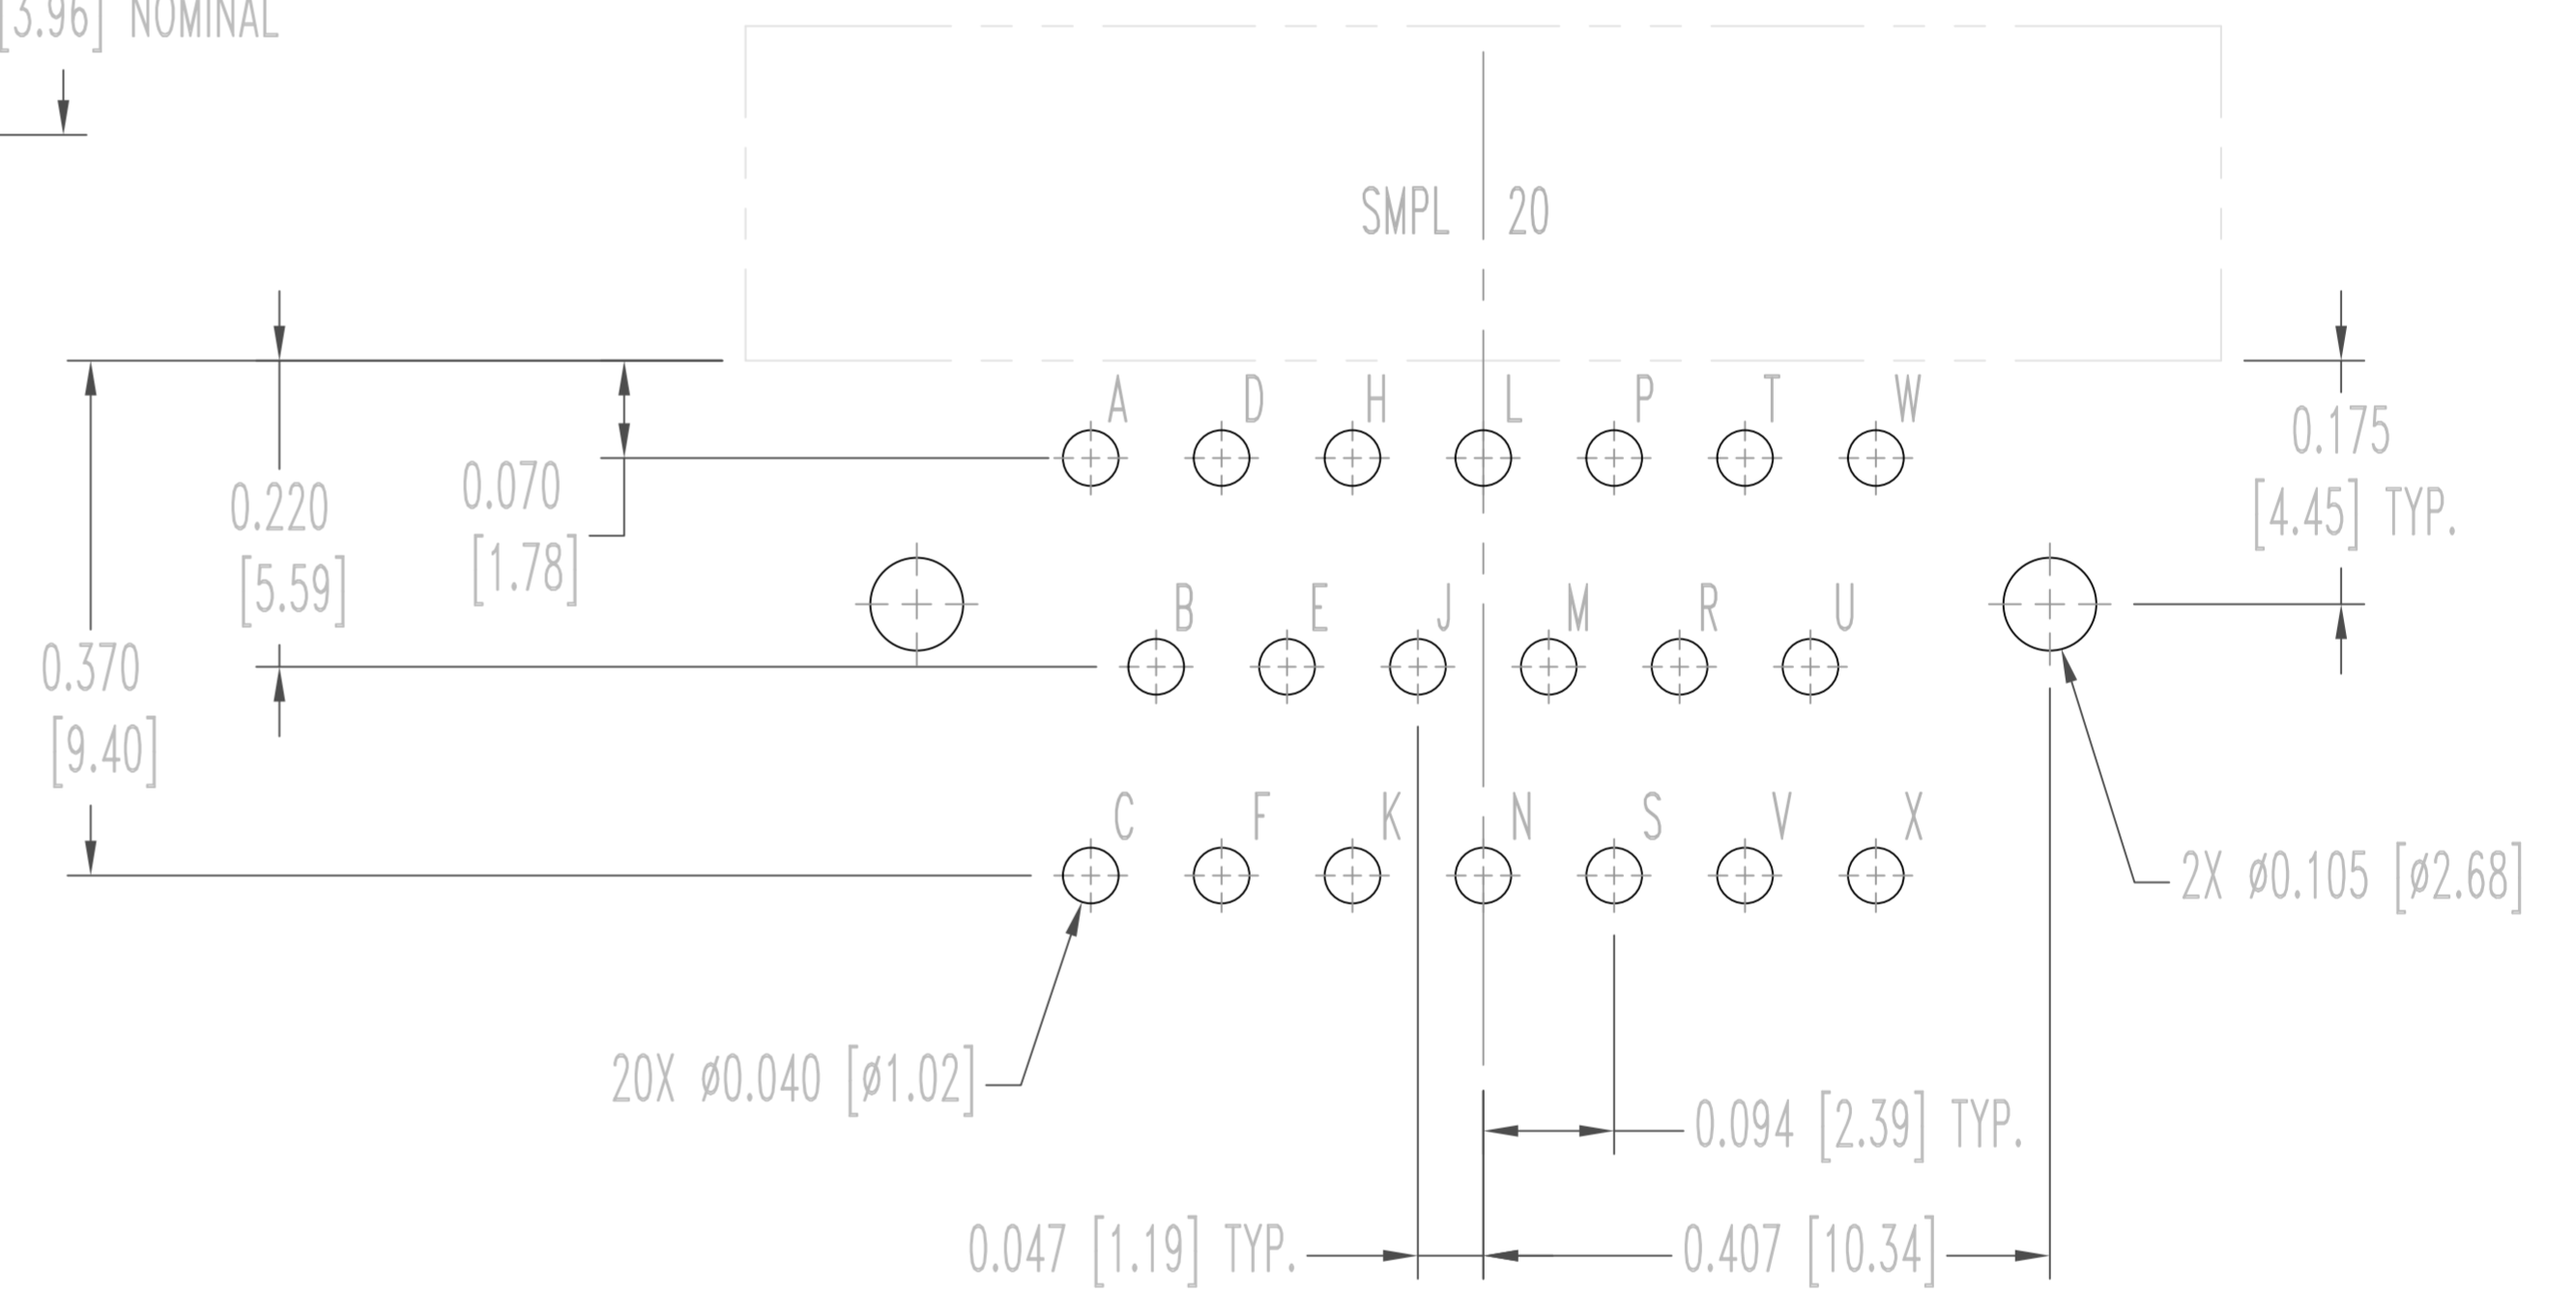 [3.96] NOMINAL
SMPL 20
A D H L P T W
0.175
[4.45] TYP.
0.220
[5.59]
0.070
[1.78]
B E J M R U
0.370
[9.40]
C F K N S V X
2X ø0.105 [ø2.68]
20X ø0.040 [ø1.02]
0.094 [2.39] TYP.
0.047 [1.19] TYP.
0.407 [10.34]